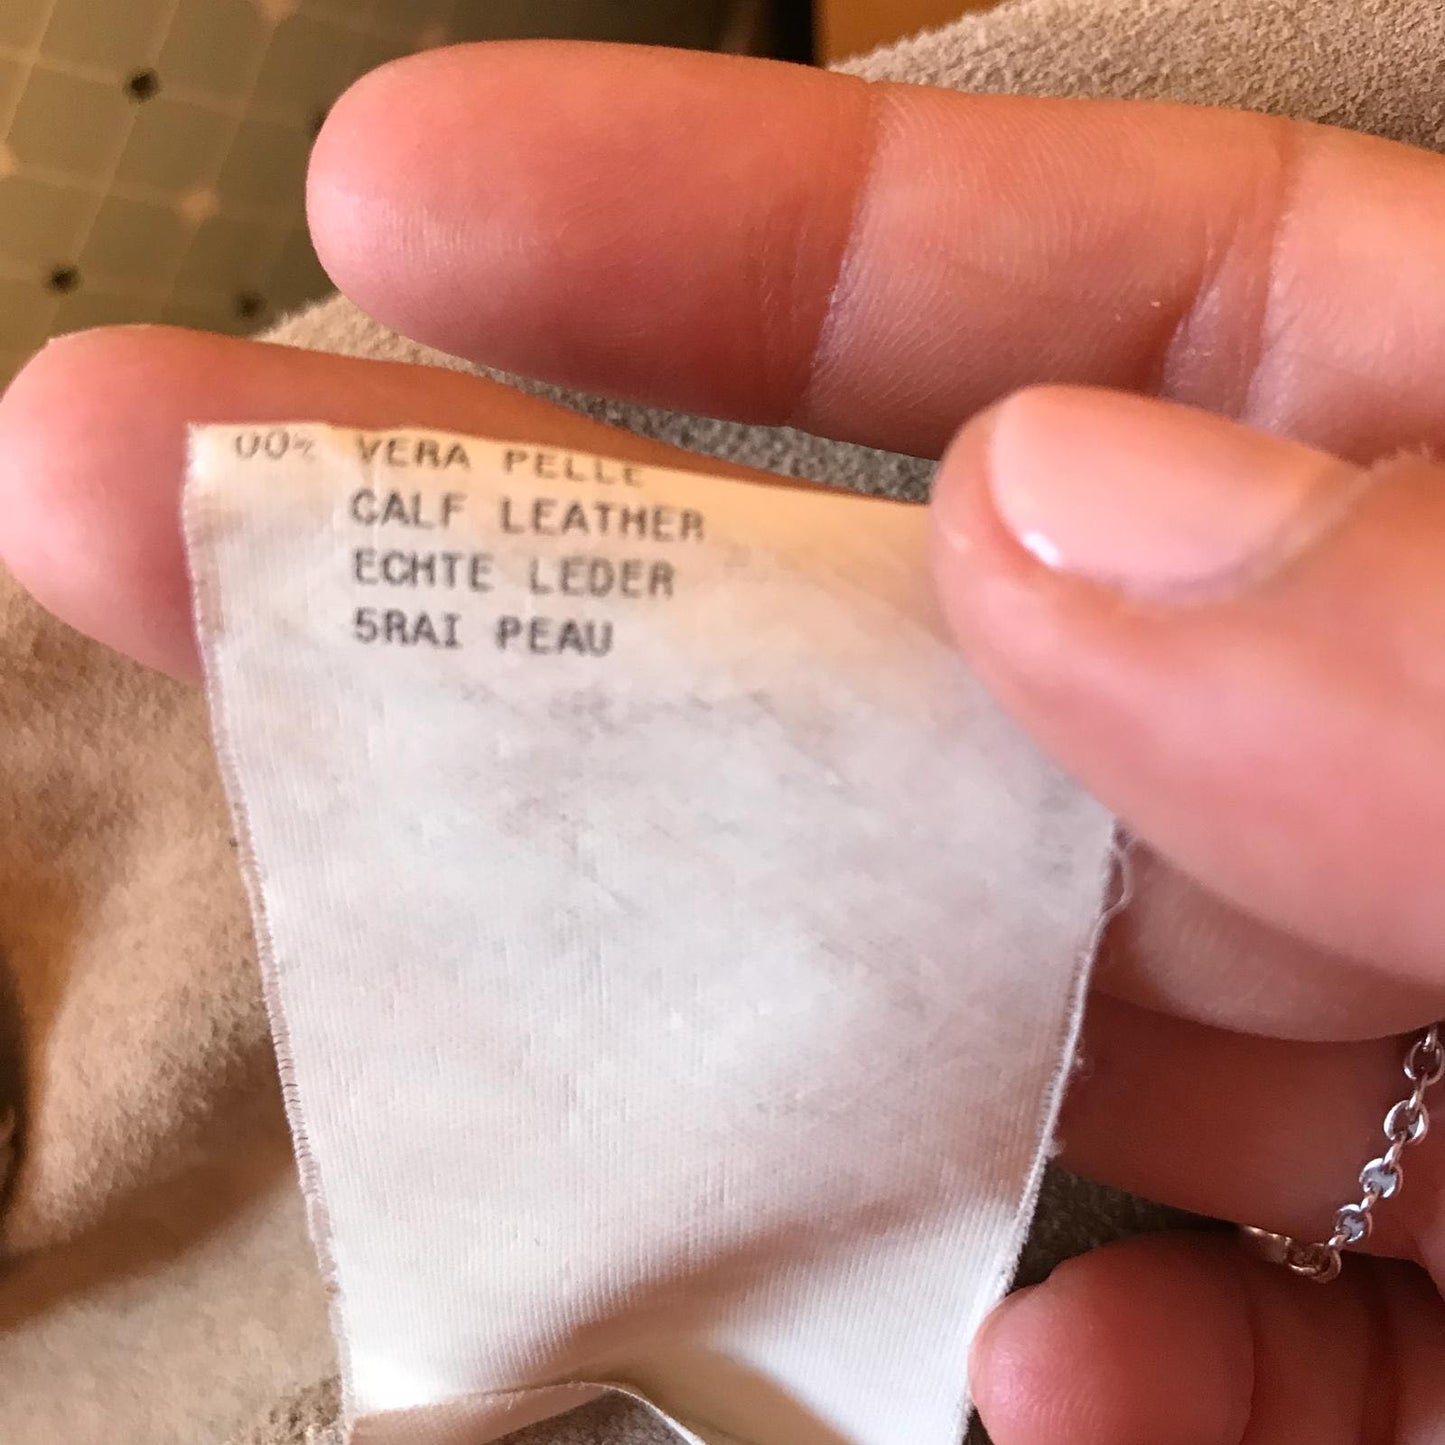 00% VERA PELLE
CALF LEATHER
ECHTE LEDER
5RAI PEAU